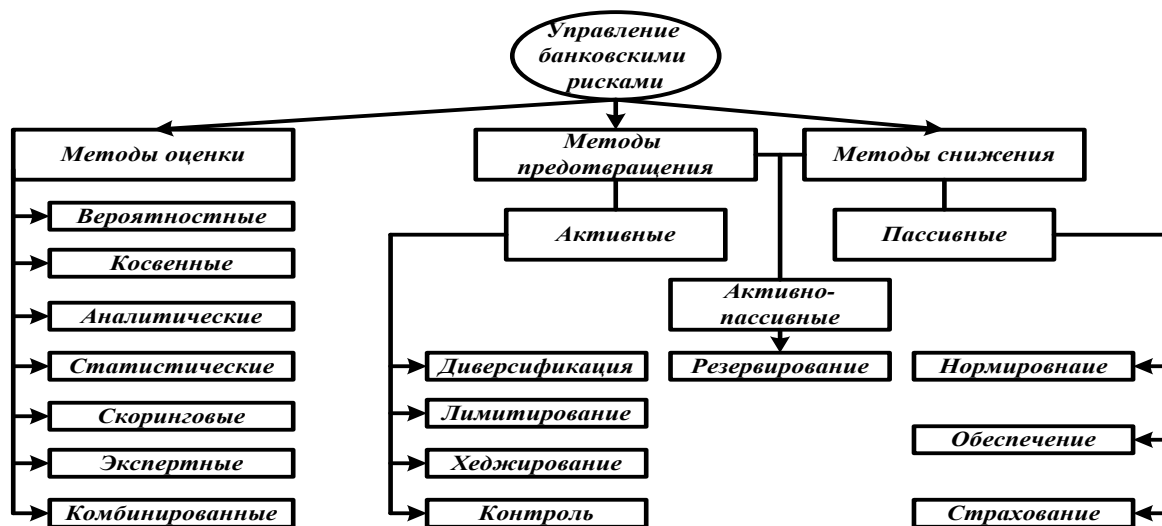 Управление
банковскими
рисками
Методы оценки
Методы
предотвращения
Методы снижения
Вероятностные
Косвенные
Аналитические
Статистические
Скоринговые
Экспертные
Комбинированные
Активные
Пассивные
Активно-
пассивные
Диверсификация
Лимитирование
Хеджирование
Контроль
Резервирование
Нормировнаие
Обеспечение
Страхование